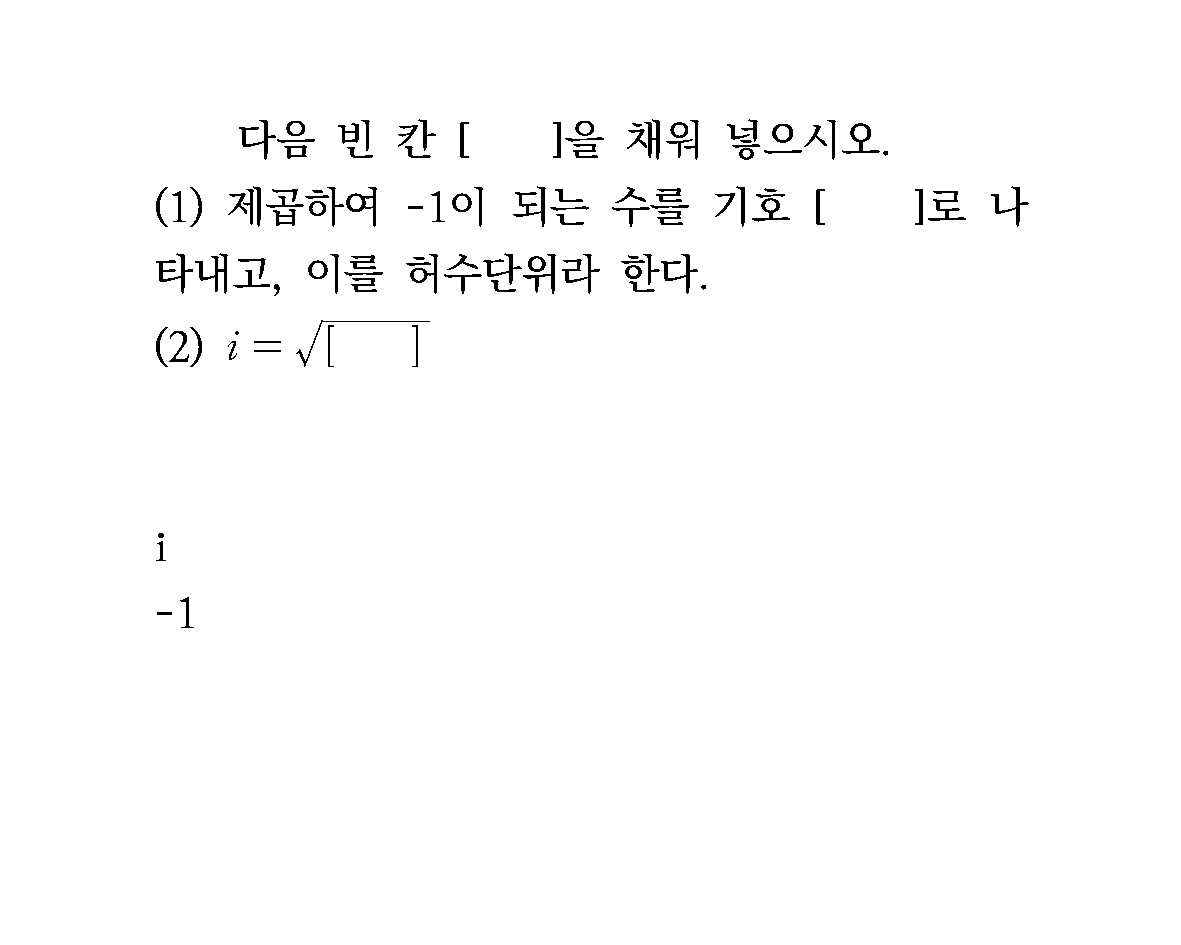 다음 빈 칸 [    ]을 채워 넣으시오.
(1) 제곱하여 -1이 되는 수를 기호 [    ]로 나
타내고, 이를 허수단위라 한다.
(2) i = √[    ]
i
-1